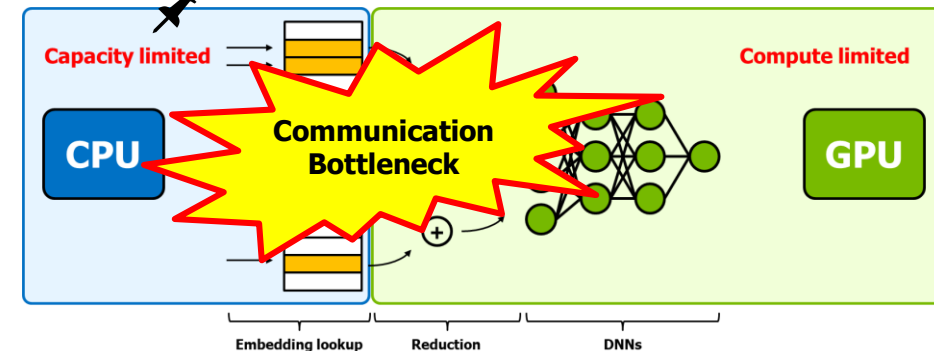 Capacity limited
Compute limited
CPU
Communication
Bottleneck
GPU
+
Embedding lookup
Reduction
DNNs